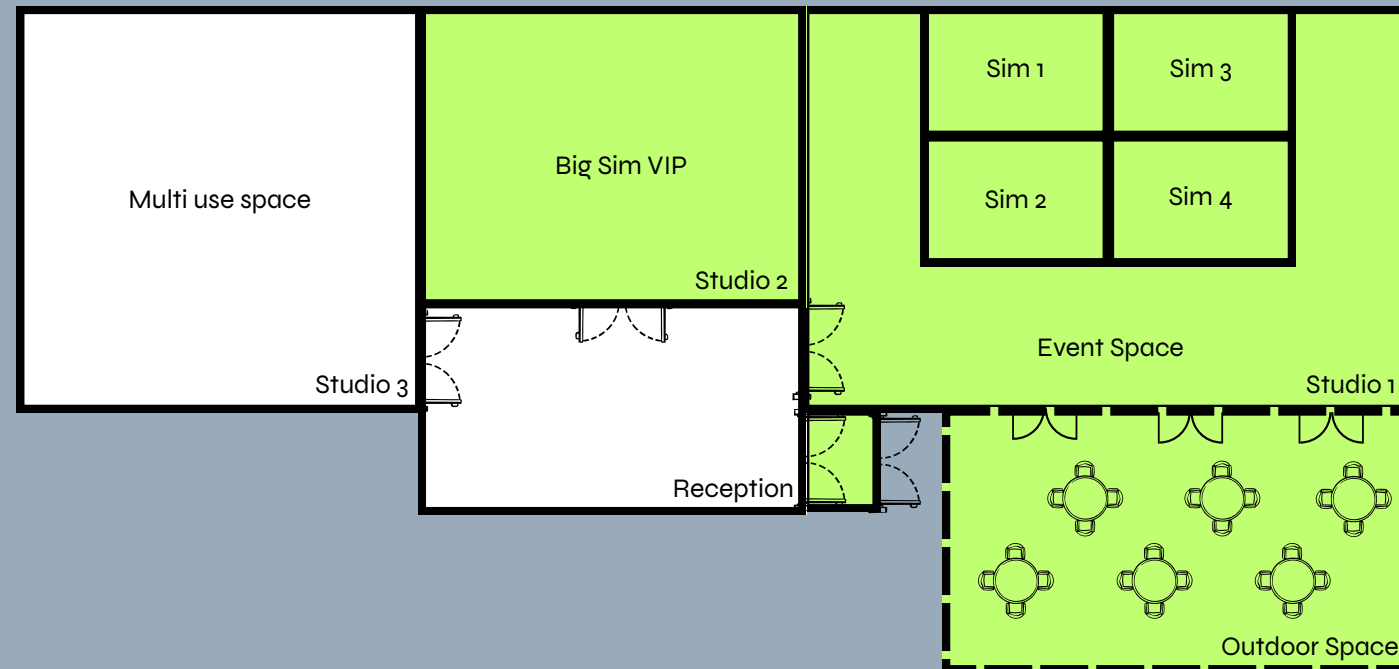 Sim 1
Sim 3
Big Sim VIP
Multi use space
Sim 2
Sim 4
Studio 2
Event Space
Studio 3
Studio 1
Reception
Outdoor Space